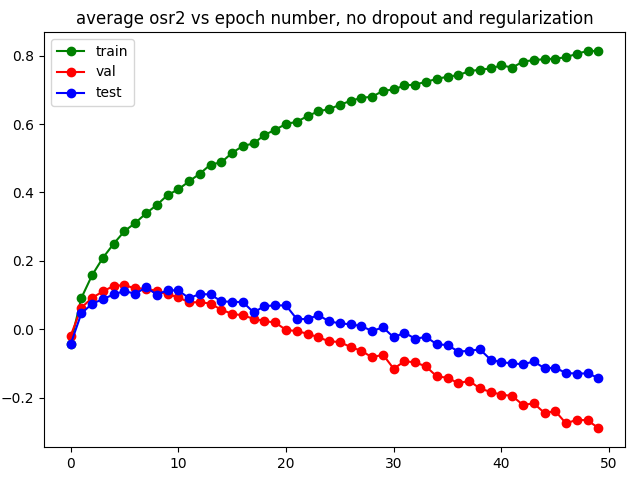 average osr2 vs epoch number, no dropout and regularization
train
val
test
0.8
0.6
0.4
0.2
0.0
−0.2
0 10 20 30 40 50